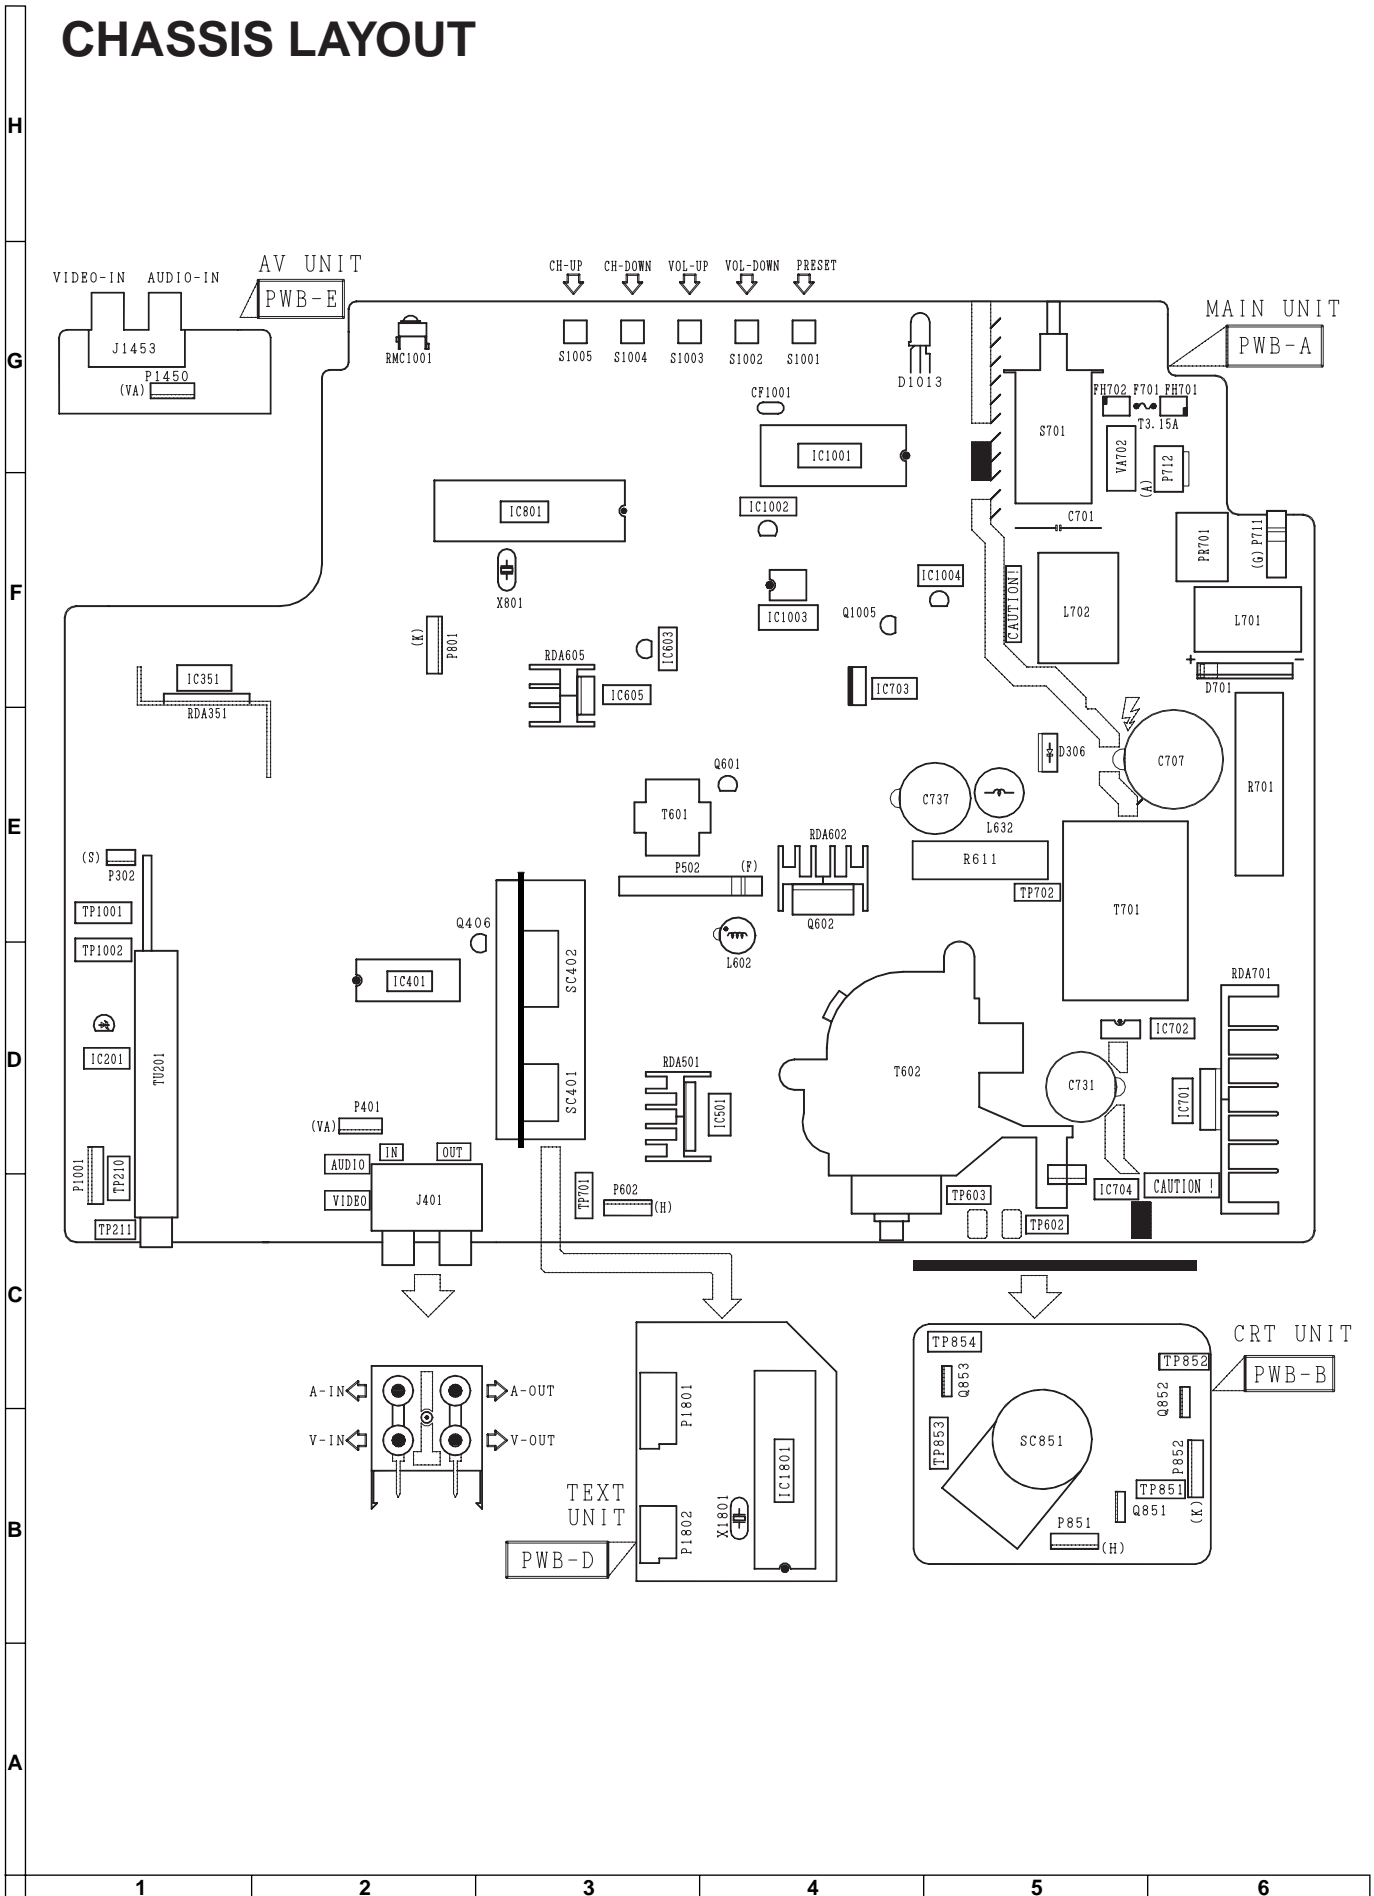 CHASSIS LAYOUT
H
CH-UP CH-DOWN VOL-UP VOL-DOWN PRESET
AV UNIT
PWB-E
VIDEO-IN AUDIO-IN
J1453
P1450
(VA)
RMC1001
S1005 S1004 S1003 S1002 S1001
D1013
MAIN UNIT
PWB-A
G
CF1001
FH702 F701 FH701
T3.15A
S701
VA702
P712
(A)
IC1001
IC801
IC1002
C701
PR701
(G) P711
X801
IC1004
CAUTION!
L702
L701
F
IC1003
Q1005
(K)
P801
IC603
RDA605
IC605
IC703
+ -
D701
IC351
RDA351
D306
C707
R701
Q601
C737
L632
T601
RDA602
E
(S)
P302
P502 (F)
R611
TP702
T701
TP1001
TP1002
Q406
Q602
L602
SC402
IC401
RDA701
IC702
IC201
TU201
D
RDA501
T602
C731
SC401
IC501
IC701
P401
(VA)
IN OUT
AUDIO
VIDEO
J401
P1001
TP210
TP211
TP701
P602
(H)
TP603
TP602
IC704
CAUTION !
C
CRT UNIT
PWB-B
TP854
TP852
Q853
Q852
A-IN A-OUT
V-IN V-OUT
P1801
TP853
SC851
P852
(K)
IC1801
TEXT
UNIT
PWB-D
P1802
X1801
TP851
Q851
P851
(H)
B
A
1 2 3 4 5 6